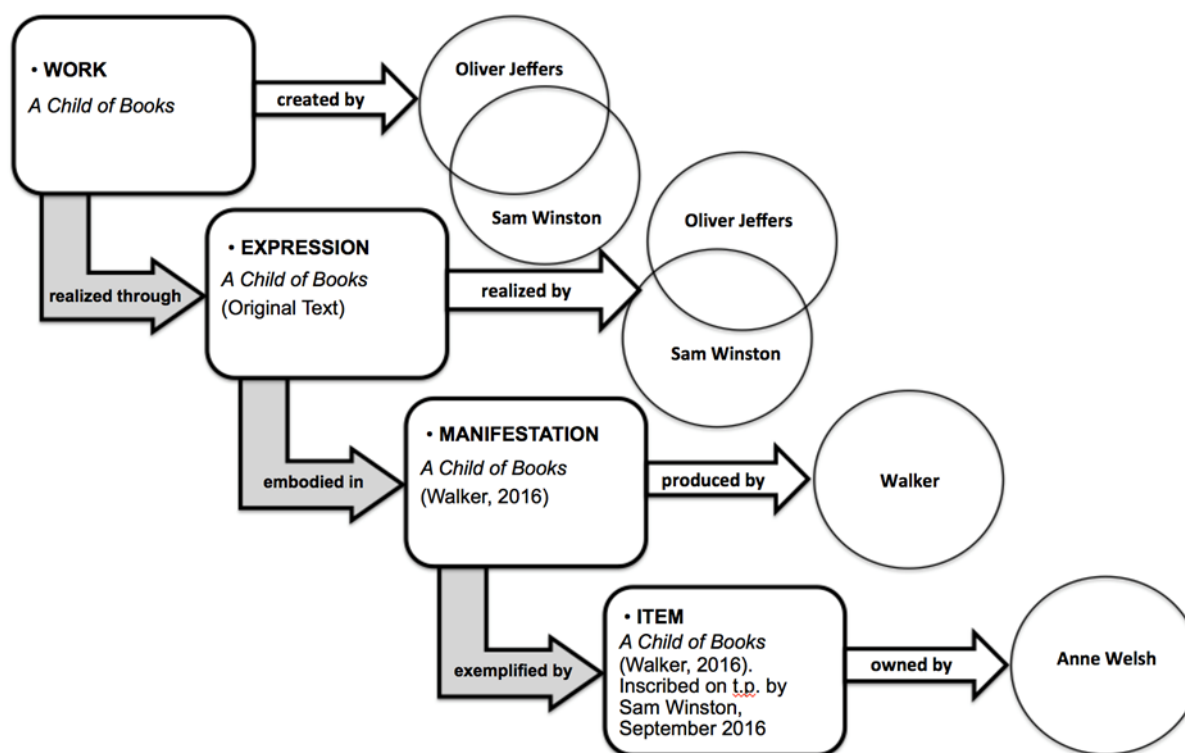 • WORK
A Child of Books
created by
Oliver Jeffers
Sam Winston
realized through
• EXPRESSION
A Child of Books
(Original Text)
realized by
Oliver Jeffers
Sam Winston
embodied in
• MANIFESTATION
A Child of Books
(Walker, 2016)
produced by
Walker
exemplified by
• ITEM
A Child of Books
(Walker, 2016).
Inscribed on t.p. by
Sam Winston,
September 2016
owned by
Anne Welsh